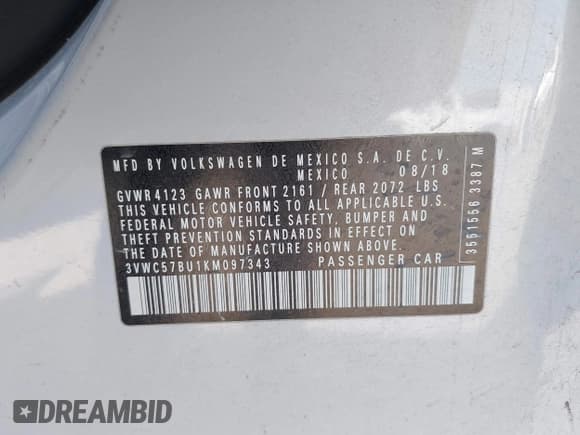 MFD BY VOLKSWAGEN DE MEXICO S.A. DE C.V.
MEXICO 08/18
GVWR 4123 GAWR FRONT 2161 / REAR 2072 LBS
THIS VEHICLE CONFORMS TO ALL APPLICABLE U.S.
FEDERAL MOTOR VEHICLE SAFETY, BUMPER AND
THEFT PREVENTION STANDARDS IN EFFECT ON
THE DATE OF MANUFACTURE SHOWN ABOVE.
3VWC57BU1KM097343 PASSENGER CAR
3551556 3387 M
DREAMBID